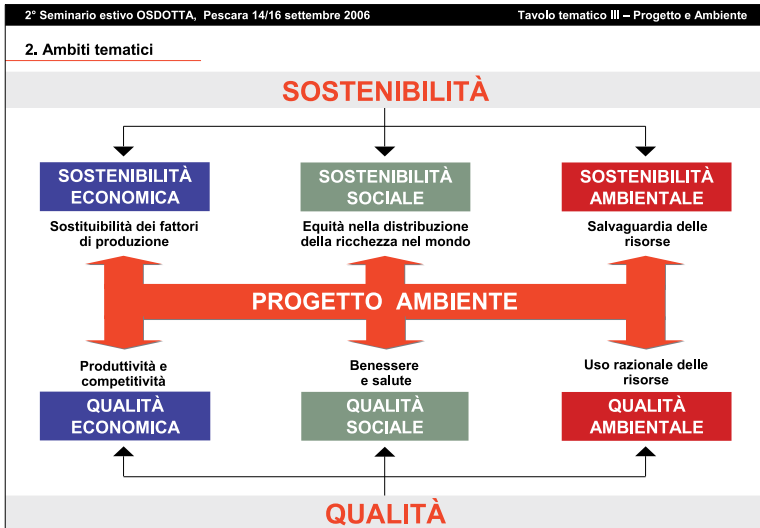 2° Seminario estivo OSDOTTA, Pescara 14/16 settembre 2006
Tavolo tematico III – Progetto e Ambiente
2. Ambiti tematici
SOSTENIBILITÀ
SOSTENIBILITÀ
ECONOMICA
SOSTENIBILITÀ
SOCIALE
SOSTENIBILITÀ
AMBIENTALE
Sostituibilità dei fattori
di produzione
Equità nella distribuzione
della ricchezza nel mondo
Salvaguardia delle
risorse
PROGETTO AMBIENTE
Produttività e
competitività
Benessere
e salute
Uso razionale delle
risorse
QUALITÀ
ECONOMICA
QUALITÀ
SOCIALE
QUALITÀ
AMBIENTALE
QUALITÀ